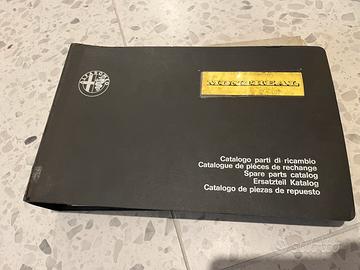 MONTREAL
Catalogo parti di ricambio
Catalogue de pièces de rechange
Spare parts catalog
Ersatzteil Katalog
Catalogo de piezas de repuesto